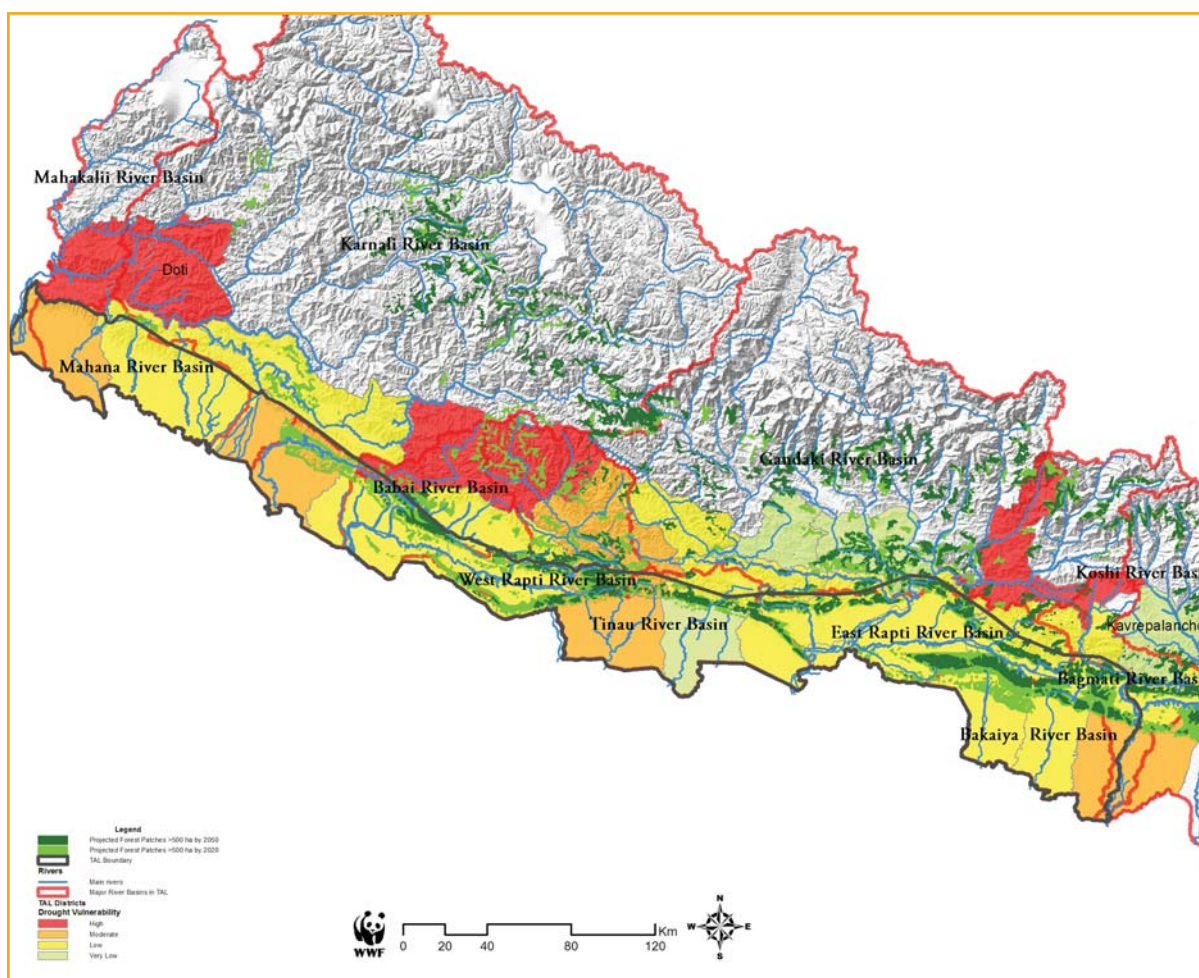 Mahakalii River Basin
Karnali River Basin
Doti
Mahana River Basin
Gandaki River Basin
Babai River Basin
Koshi River Bas
West Rapti River Basin
Tinau River Basin
Kavrepalancho
East Rapti River Basin
Bagmati River Bas
Bakaiya River Basin
Legend
Projected Forest Patches >500 ha by 2050
Projected Forest Patches >500 ha by 2020
TAL Boundary
Rivers
Main rivers
Major River Basins in TAL
TAL Districts
Drought Vulnerability
High
Moderate
Low
Very Low
WWF
0 20 40 80 120 Km
N
W E
S